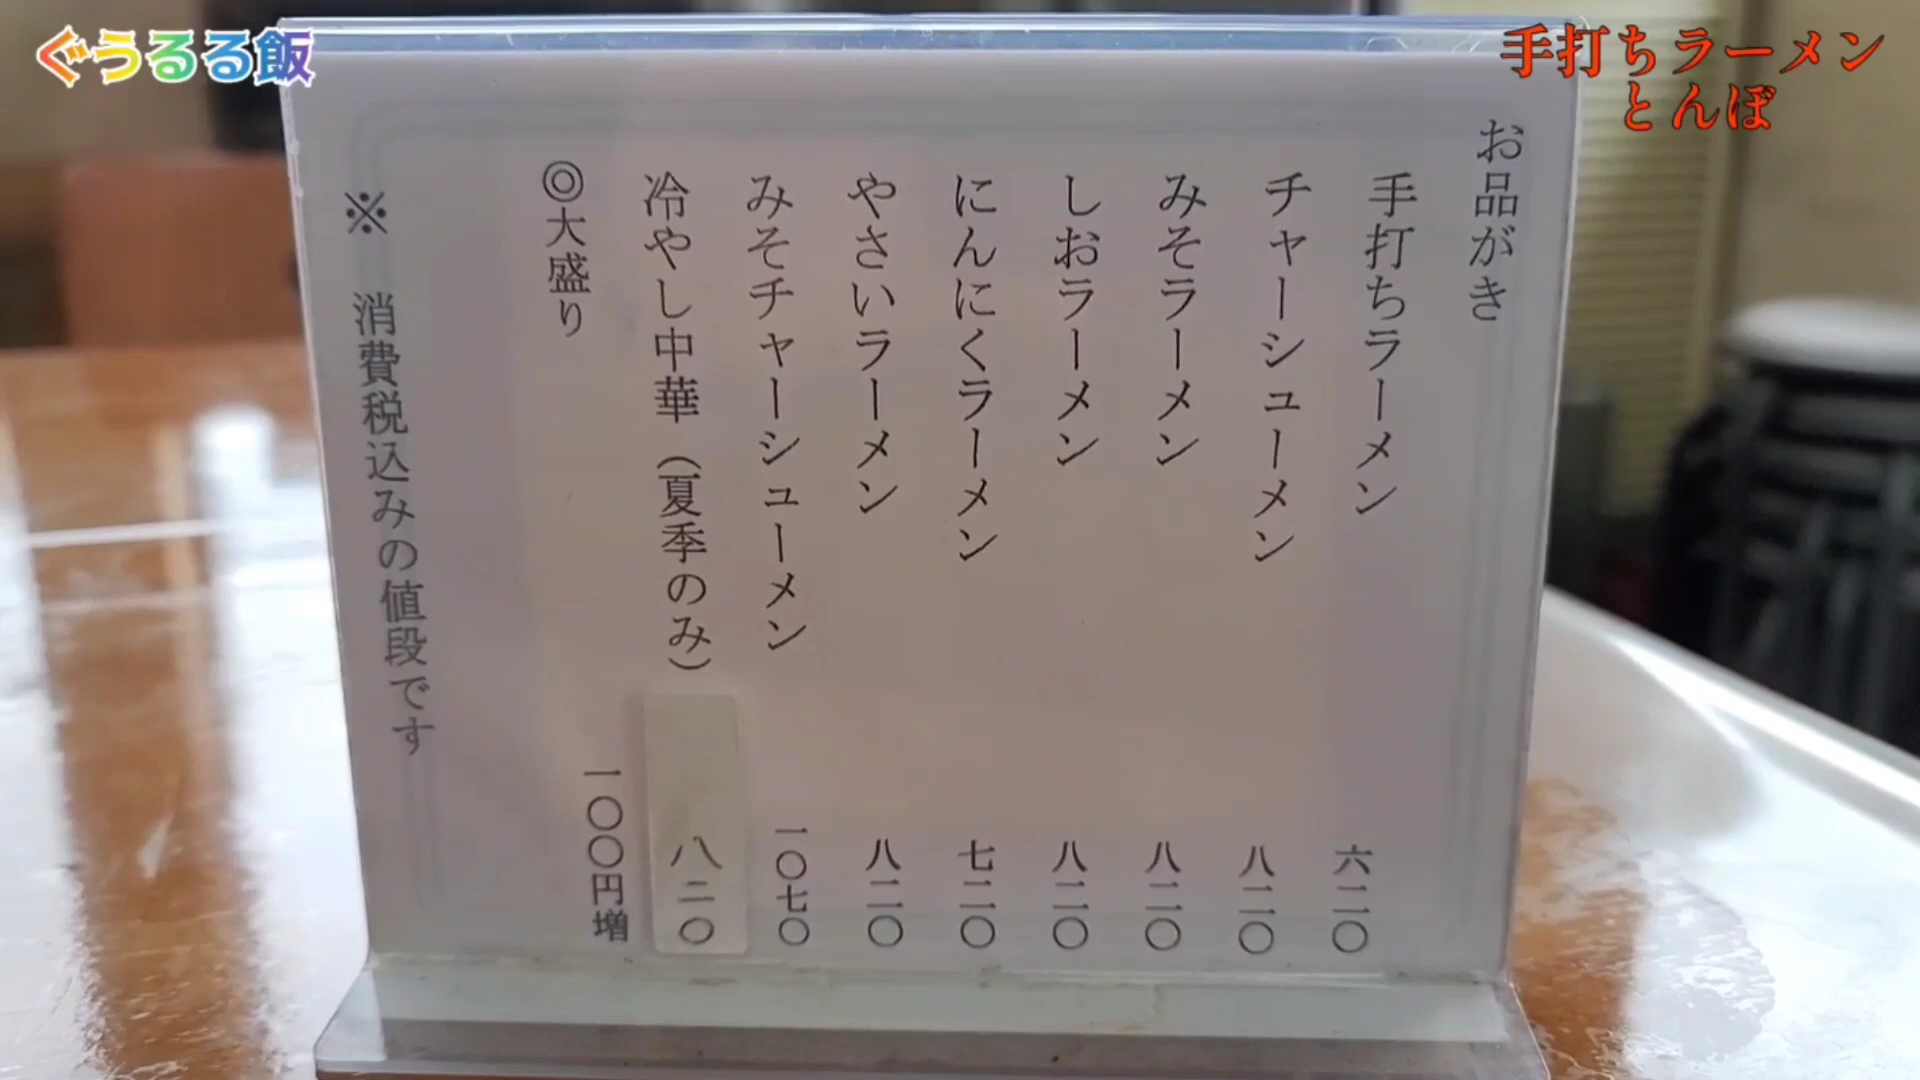 ぐうるる飯
手打ちラーメン
とんぼ
お品がき
手打ちラーメン 六二〇
チャーシューメン 八二〇
みそラーメン 八二〇
しおラーメン 八二〇
にんにくラーメン 七二〇
やさいラーメン 八二〇
みそチャーシューメン 一〇七〇
冷やし中華（夏季のみ） 八二〇
◎大盛り 一〇〇円増
※ 消費税込みの値段です